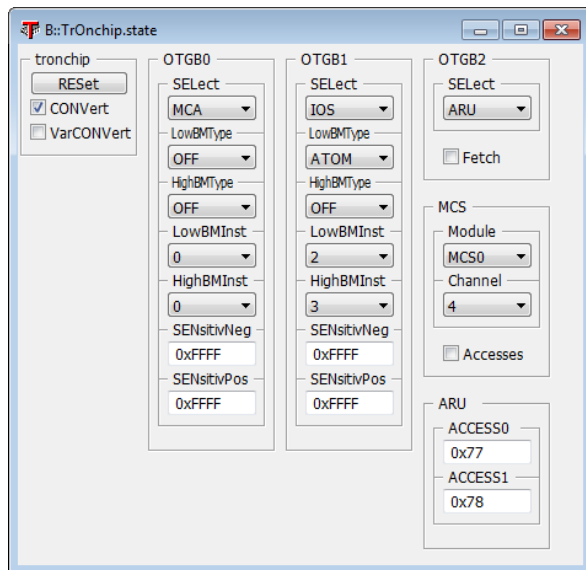 B::TrOnchip.state
tronchip
RESet
CONVert
VarCONVert
OTGB0
SELect
MCA
LowBMType
OFF
HighBMType
OFF
LowBMInst
0
HighBMInst
0
SENsitivNeg
0xFFFF
SENsitivPos
0xFFFF
OTGB1
SELect
IOS
LowBMType
ATOM
HighBMType
OFF
LowBMInst
2
HighBMInst
3
SENsitivNeg
0xFFFF
SENsitivPos
0xFFFF
OTGB2
SELect
ARU
Fetch
MCS
Module
MCS0
Channel
4
Accesses
ARU
ACCESS0
0x77
ACCESS1
0x78